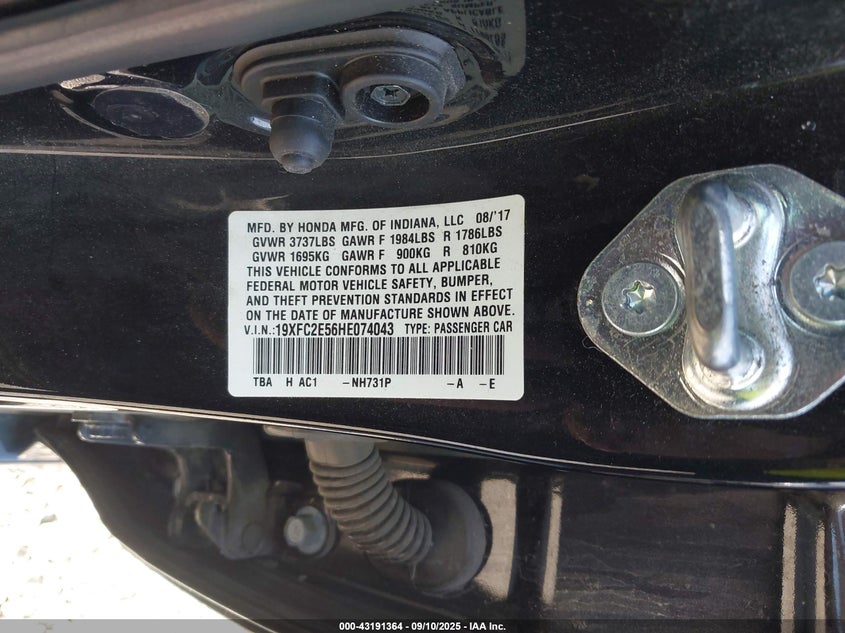 MFD. BY HONDA MFG. OF INDIANA, LLC 08/'17
GVWR 3737LBS GAWR F 1984LBS R 1786LBS
GVWR 1695KG GAWR F 900KG R 810KG
THIS VEHICLE CONFORMS TO ALL APPLICABLE
FEDERAL MOTOR VEHICLE SAFETY, BUMPER,
AND THEFT PREVENTION STANDARDS IN EFFECT
ON THE DATE OF MANUFACTURE SHOWN ABOVE.
V.I.N.:19XFC2E56HE074043 TYPE: PASSENGER CAR
TBA H AC1 -NH731P -A -E
000-43191364 - 09/10/2025 - IAA Inc.